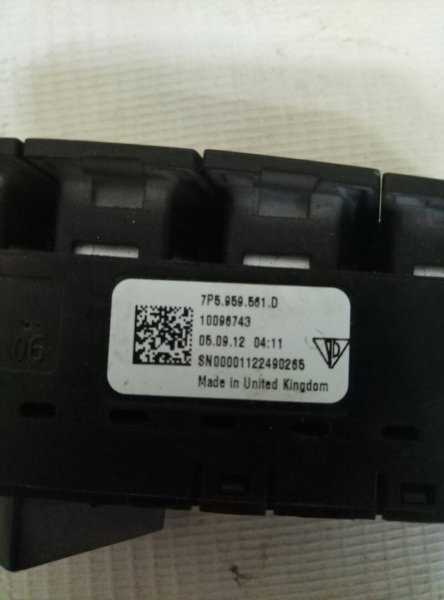 7P5.959.561.D
10096743
05.09.12 04:11
SN00001122490265
Made in United Kingdom
06